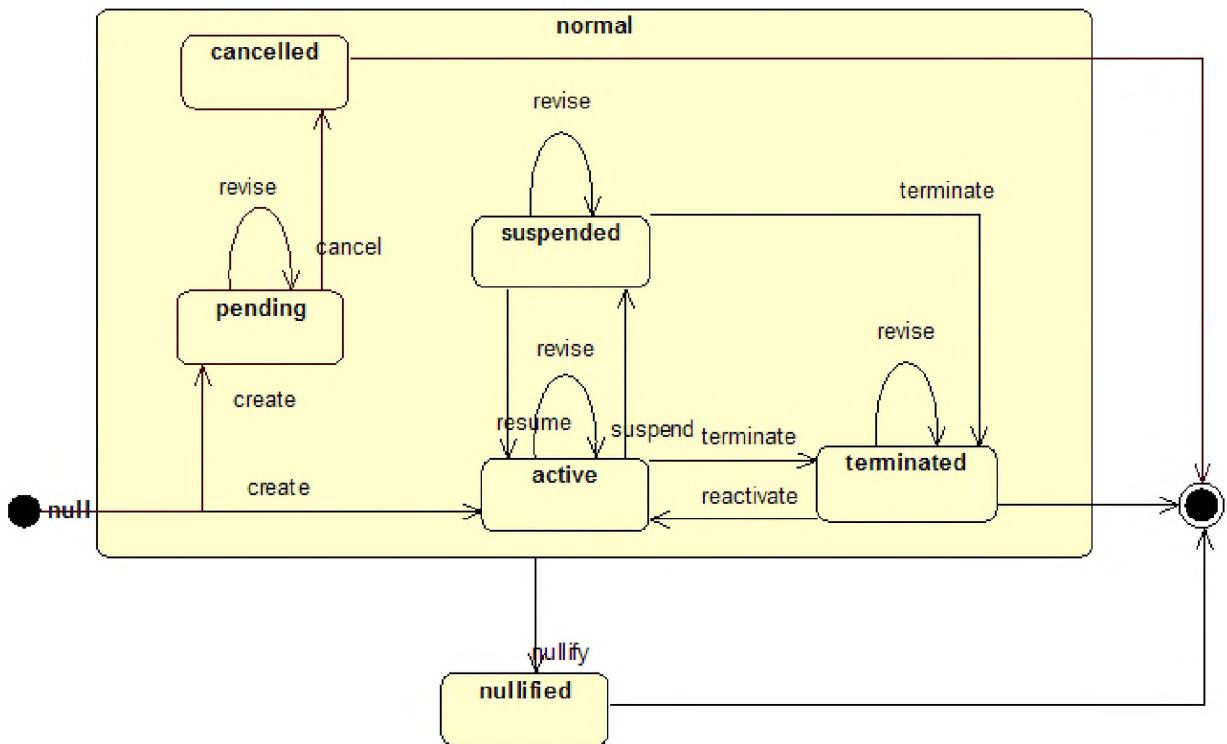 normal
cancelled
revise
revise
terminate
suspended
cancel
pending
revise
revise
create
resume
suspend
terminate
active
terminated
create
reactivate
null
nullify
nullified